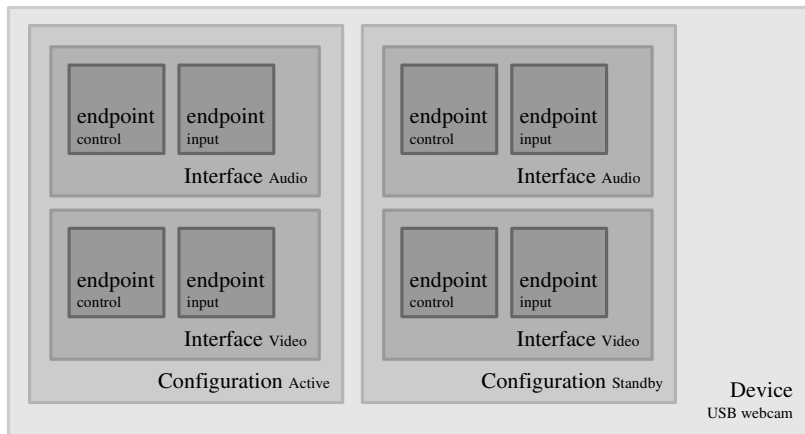 endpoint
control
endpoint
input
Interface Audio
endpoint
control
endpoint
input
Interface Video
Configuration Active
endpoint
control
endpoint
input
Interface Audio
endpoint
control
endpoint
input
Interface Video
Configuration Standby
Device
USB webcam